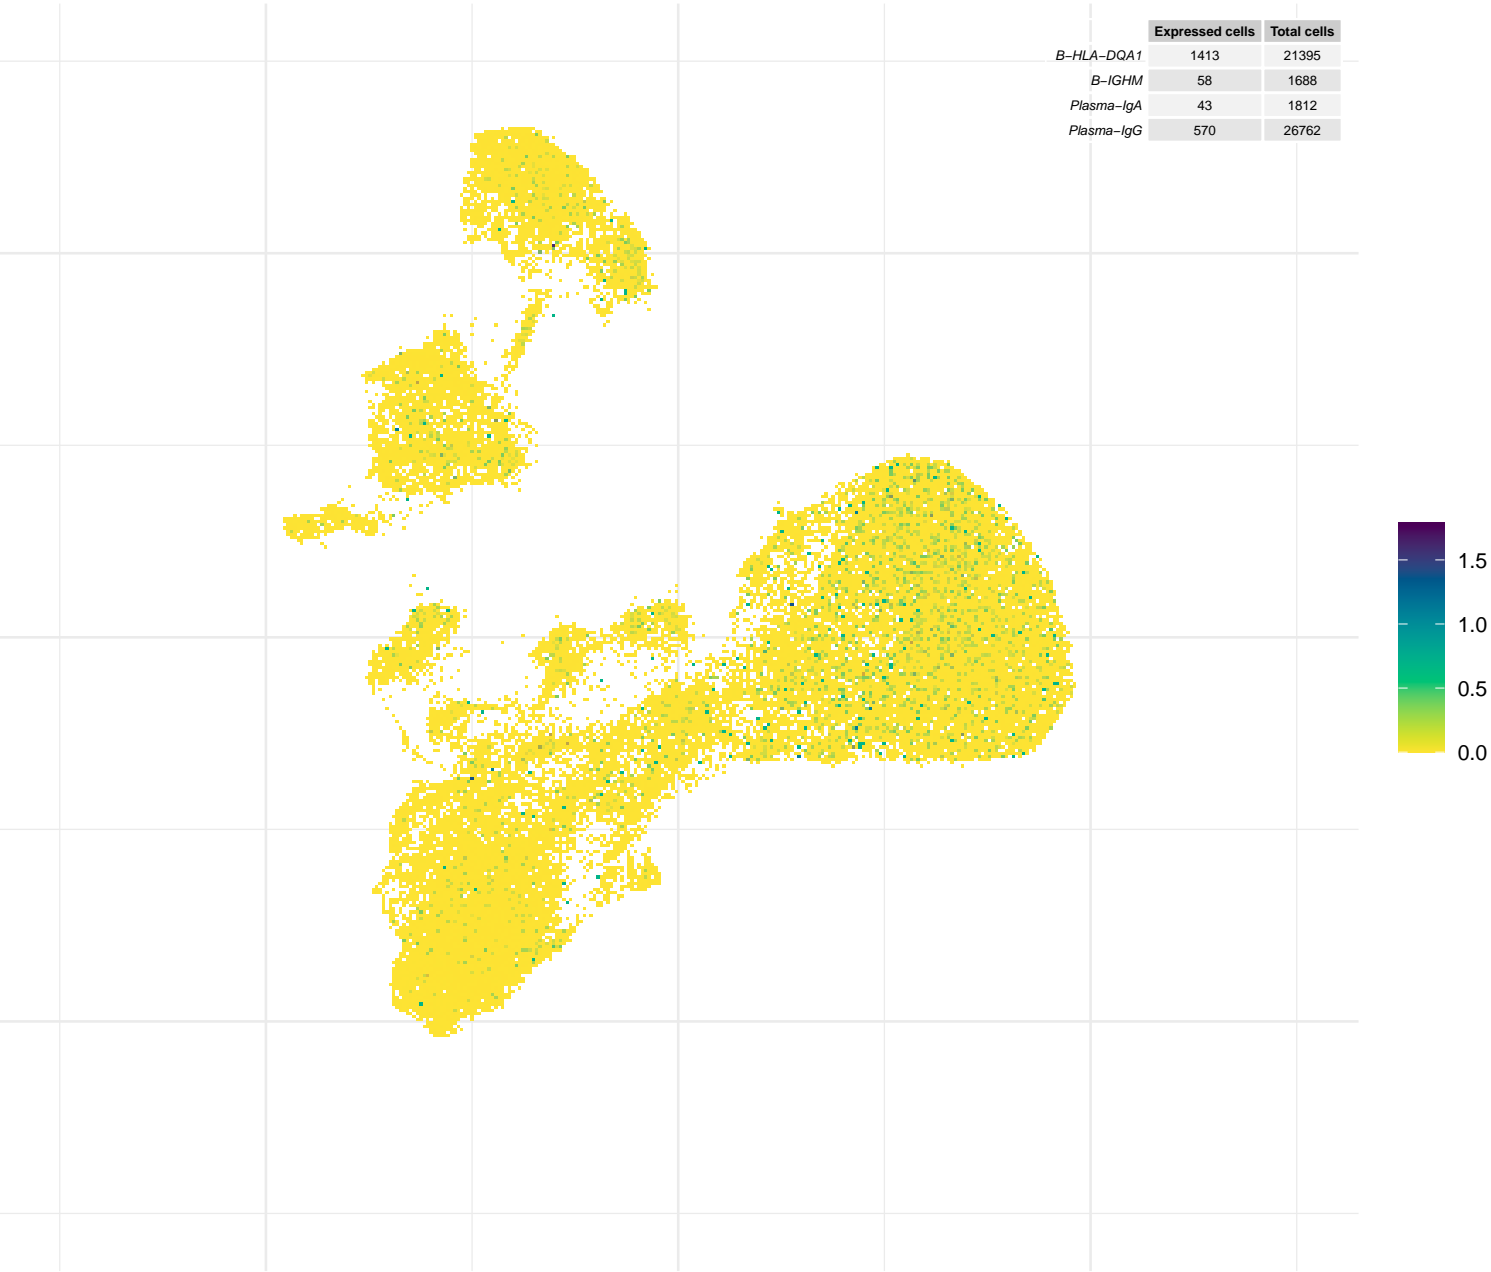 Expressed cells Total cells
B−HLA−DQA1 1413 21395
B−IGHM 58 1688
Plasma−IgA 43 1812
Plasma−IgG 570 26762
1.5
1.0
0.5
0.0